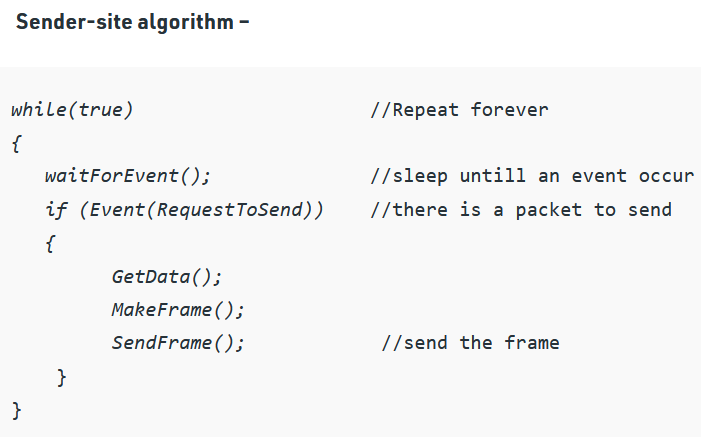 Sender-site algorithm –
while(true) //Repeat forever
{
waitForEvent(); //sleep untill an event occur
if (Event(RequestToSend)) //there is a packet to send
{
GetData();
MakeFrame();
SendFrame(); //send the frame
}
}